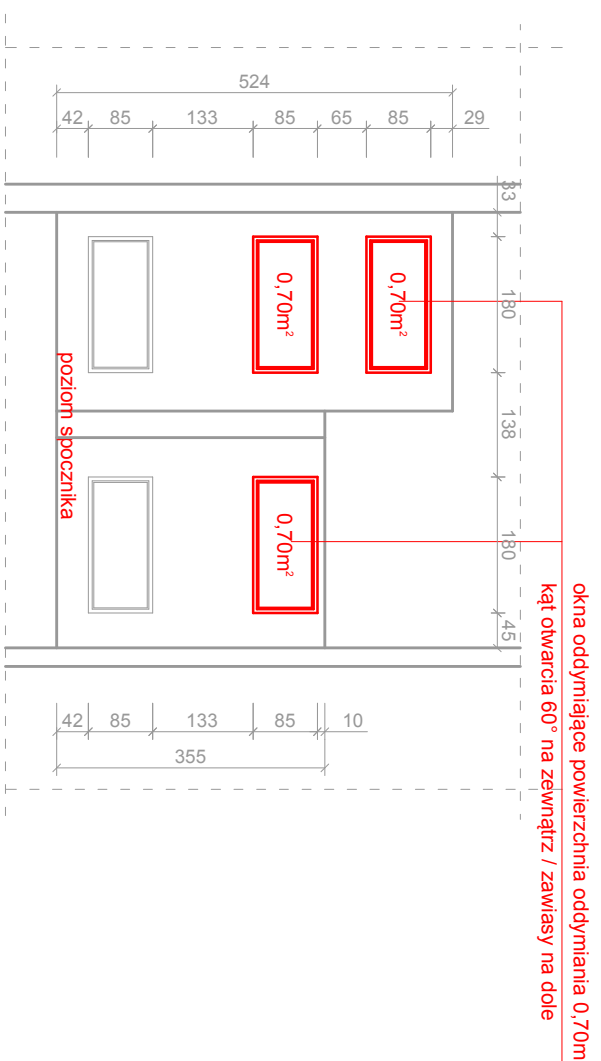 524
42 85 133 85 65 85 29
33
180
138
180
45
0,70m²
0,70m²
0,70m²
poziom spocznika
okna oddymiające powierzchnia oddymiania 0,70m
kąt otwarcia 60° na zewnątrz / zawiasy na dole
42 85 133 85 10
355